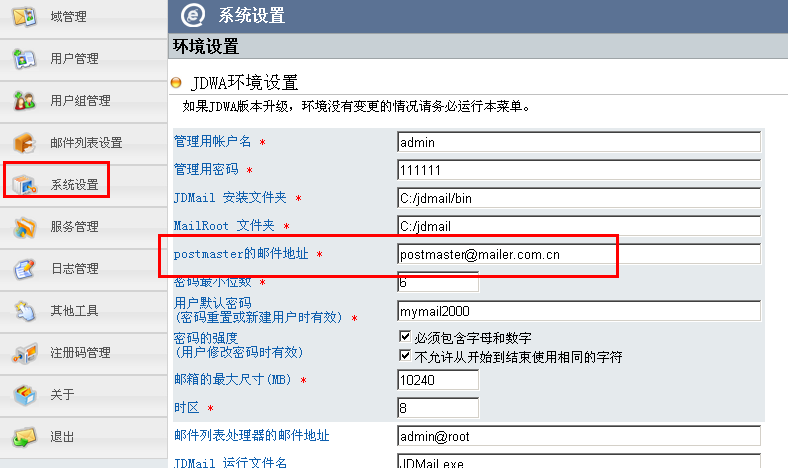 域管理
用户管理
用户组管理
邮件列表设置
系统设置
服务管理
日志管理
其他工具
注册码管理
关于
退出
系统设置
环境设置
JDWA环境设置
如果JDWA版本升级，环境没有变更的情况请务必运行本菜单。
管理用帐户名 * admin
管理用密码 * 111111
JDMail 安装文件夹 * C:/jdmail/bin
MailRoot 文件夹 * C:/jdmail
postmaster的邮件地址 * postmaster@mailer.com.cn
密码最小位数 * 6
用户默认密码
(密码重置或新建用户时有效) * mymail2000
密码的强度
(用户修改密码时有效)
必须包含字母和数字
不允许从开始到结束使用相同的字符
邮箱的最大尺寸(MB) * 10240
时区 * 8
邮件列表处理器的邮件地址 admin@root
JDMail 运行文件名 JDMail.exe